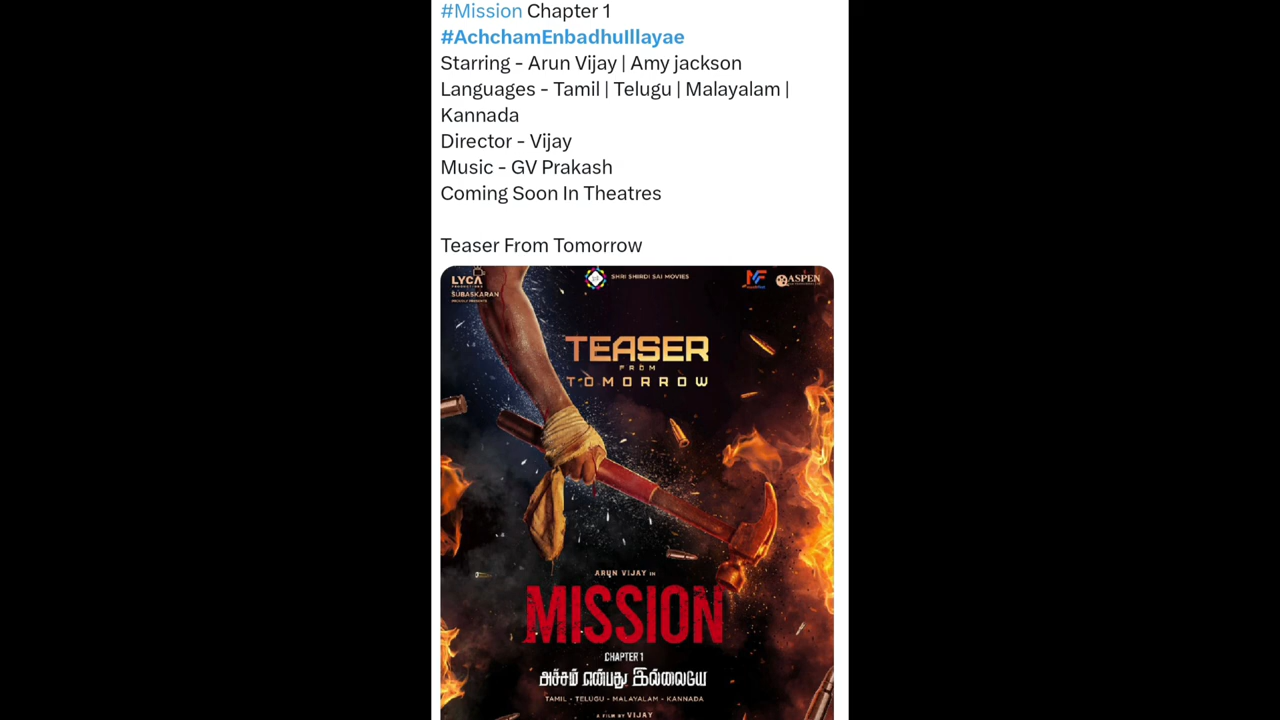 #Mission Chapter 1
#AchchamEnbadhuIllayae
Starring - Arun Vijay | Amy jackson
Languages - Tamil | Telugu | Malayalam |
Kannada
Director - Vijay
Music - GV Prakash
Coming Soon In Theatres
Teaser From Tomorrow
LYCA
PRODUCTIONS
SUBASKARAN
SHRI SHIRDI SAI MOVIES
MF
ASPEN
TEASER
FROM
TOMORROW
ARUN VIJAY IN
MISSION
CHAPTER 1
அச்சம் என்பது இல்லையே
TAMIL - TELUGU - MALAYALAM - KANNADA
A FILM BY VIJAY